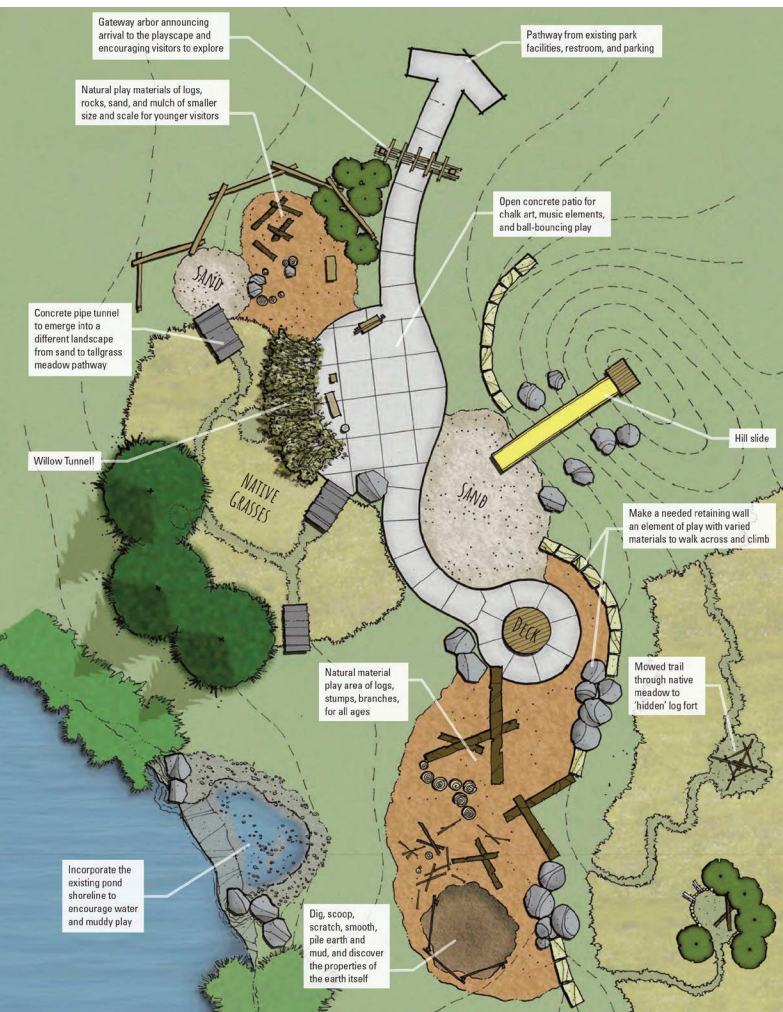 Gateway arbor announcing
arrival to the playscape and
encouraging visitors to explore
Pathway from existing park
facilities, restroom, and parking
Natural play materials of logs,
rocks, sand, and mulch of smaller
size and scale for younger visitors
Open concrete patio for
chalk art, music elements,
and ball-bouncing play
SAND
Concrete pipe tunnel
to emerge into a
different landscape
from sand to tallgrass
meadow pathway
Hill slide
Willow Tunnel!
NATIVE
GRASSES
SAND
Make a needed retaining wall
an element of play with varied
materials to walk across and climb
DECK
Natural material
play area of logs,
stumps, branches,
for all ages
Mowed trail
through native
meadow to
‘hidden’ log fort
Incorporate the
existing pond
shoreline to
encourage water
and muddy play
Dig, scoop,
scratch, smooth,
pile earth and
mud, and discover
the properties of
the earth itself